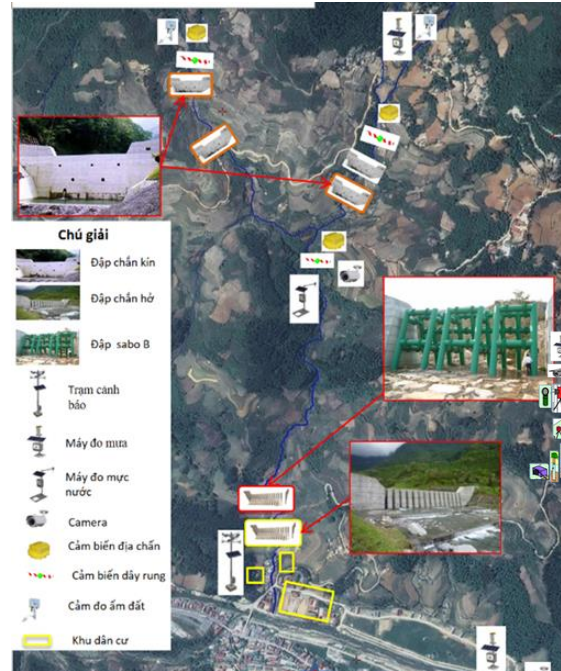 Chú giải
Đập chắn kín
Đập chắn hở
Đập sabo B
Trạm cảnh
báo
Máy đo mưa
Máy đo mực
nước
Camera
Cảm biến địa chấn
Cảm biến dây rung
Cảm đo ẩm đất
Khu dân cư